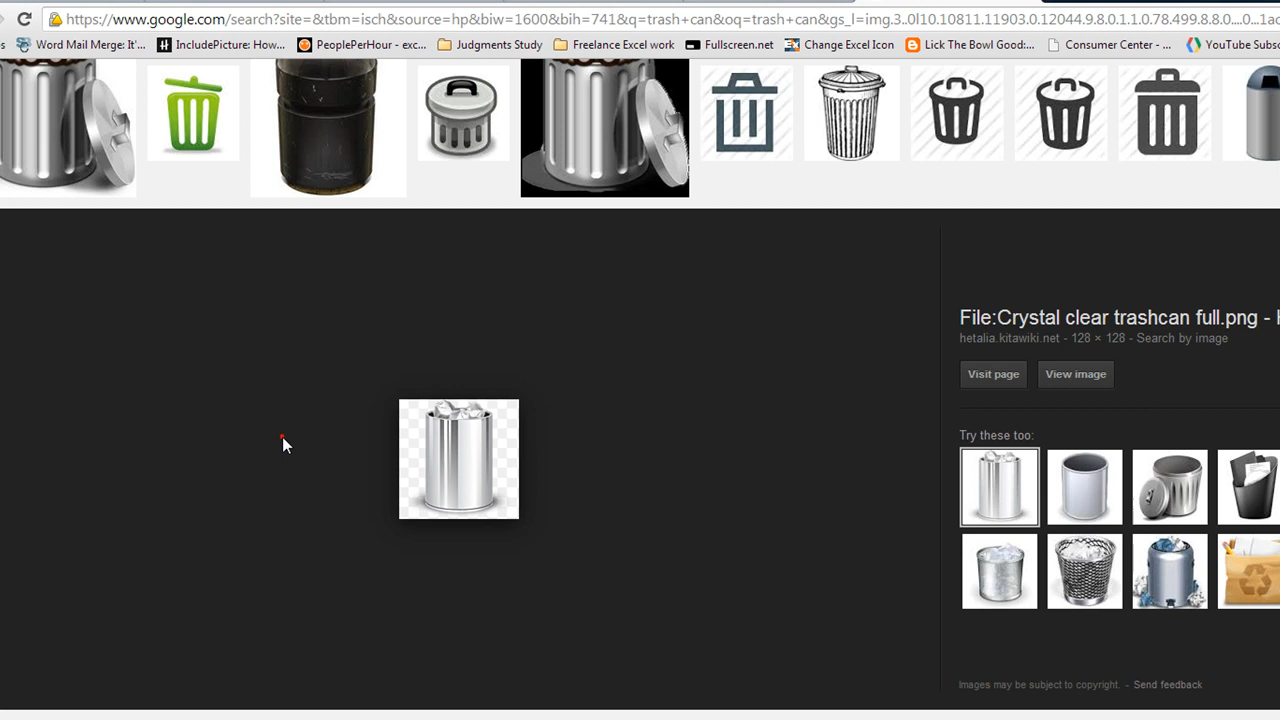 https://www.google.com/search?site=&tbm=isch&source=hp&biw=1600&bih=741&q=trash+can&oq=trash+can&gs_l=img.3..0l10.10811.11903.0.12044.9.8.0.1.1.0.78.499.8.8.0....0...1ac
s Word MailMerge: It'... IncludePicture: How... PeoplePerHour - exc... Judgments Study Freelance Excel work Fullscreen.net Change Excel Icon Lick The Bowl Good:... Consumer Center - ... YouTube Subs
File:Crystal clear trashcan full.png -
hetalia.kitawiki.net - 128 × 128 - Search by image
Visit page View image
Try these too:
Images may be subject to copyright. - Send feedback